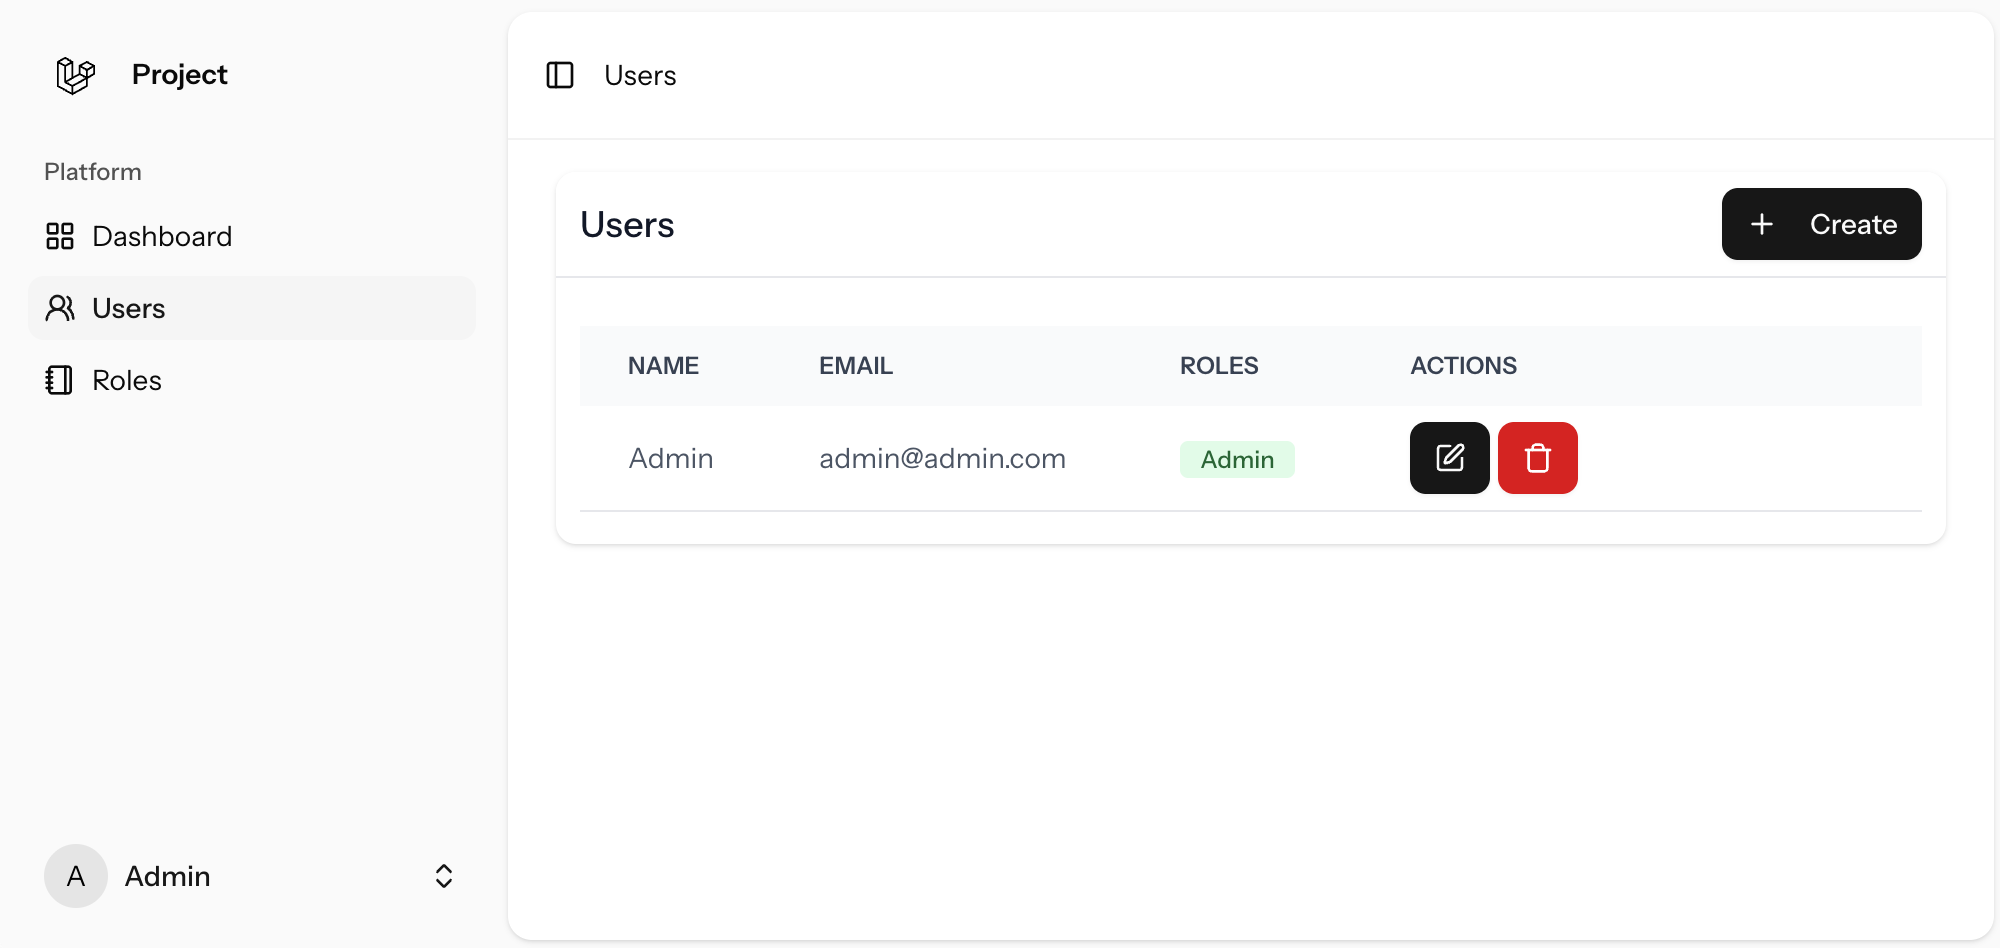 Project
Platform
Dashboard
Users
Roles
A Admin
Users
Users
+ Create
NAME EMAIL ROLES ACTIONS
Admin admin@admin.com Admin